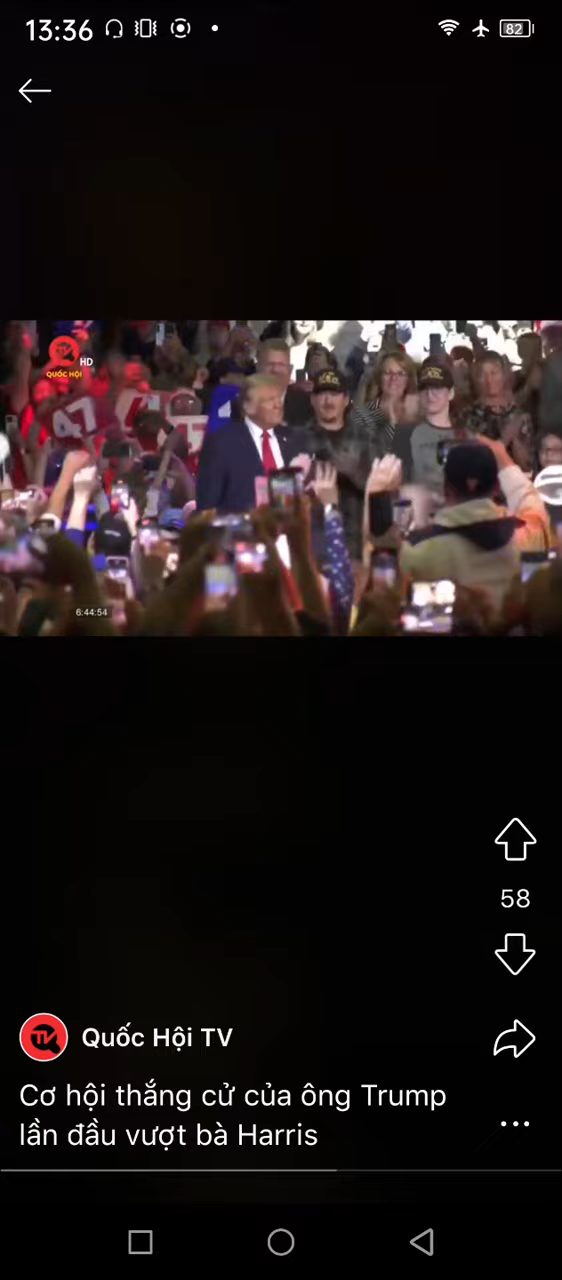 13:36
82
HD
QUỐC HỘI
47
6:44:54
58
Quốc Hội TV
Cơ hội thắng cử của ông Trump
lần đầu vượt bà Harris